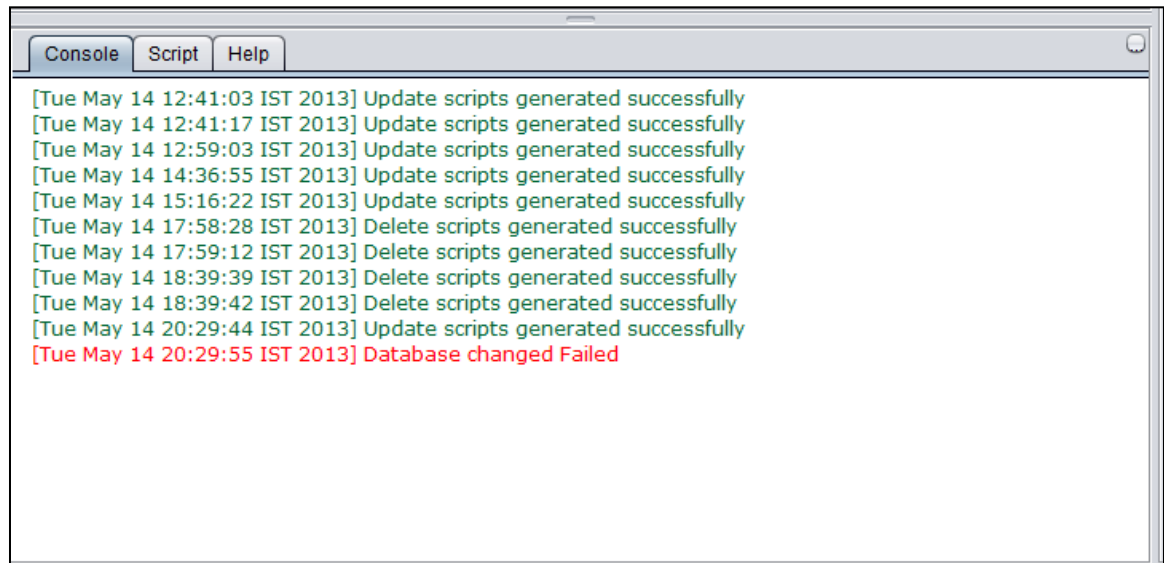 Console Script Help
[Tue May 14 12:41:03 IST 2013] Update scripts generated successfully
[Tue May 14 12:41:17 IST 2013] Update scripts generated successfully
[Tue May 14 12:59:03 IST 2013] Update scripts generated successfully
[Tue May 14 14:36:55 IST 2013] Update scripts generated successfully
[Tue May 14 15:16:22 IST 2013] Update scripts generated successfully
[Tue May 14 17:58:28 IST 2013] Delete scripts generated successfully
[Tue May 14 17:59:12 IST 2013] Delete scripts generated successfully
[Tue May 14 18:39:39 IST 2013] Delete scripts generated successfully
[Tue May 14 18:39:42 IST 2013] Delete scripts generated successfully
[Tue May 14 20:29:44 IST 2013] Update scripts generated successfully
[Tue May 14 20:29:55 IST 2013] Database changed Failed